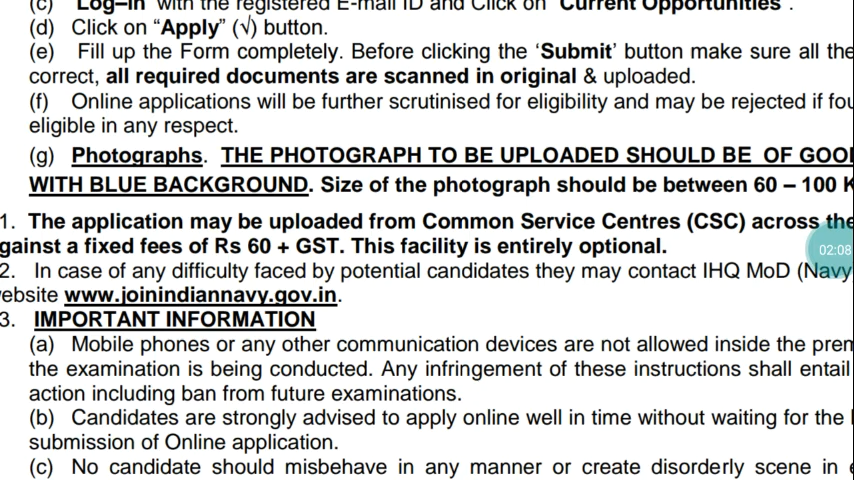 (c) "Log–in" with the registered E-mail ID and Click on "Current Opportunities".
(d) Click on “Apply” (√) button.
(e) Fill up the Form completely. Before clicking the ‘Submit’ button make sure all the
correct, all required documents are scanned in original & uploaded.
(f) Online applications will be further scrutinised for eligibility and may be rejected if
eligible in any respect.
(g) Photographs. THE PHOTOGRAPH TO BE UPLOADED SHOULD BE OF
WITH BLUE BACKGROUND. Size of the photograph should be between 60 – 100
1. The application may be uploaded from Common Service Centres (CSC) across the
gainst a fixed fees of Rs 60 + GST. This facility is entirely optional.
02:08
2. In case of any difficulty faced by potential candidates they may contact IHQ MoD (Navy
ebsite www.joinindiannavy.gov.in.
3. IMPORTANT INFORMATION
(a) Mobile phones or any other communication devices are not allowed inside the
the examination is being conducted. Any infringement of these instructions shall entail
action including ban from future examinations.
(b) Candidates are strongly advised to apply online well in time without waiting for the
submission of Online application.
(c) No candidate should misbehave in any manner or create disorderly scene in